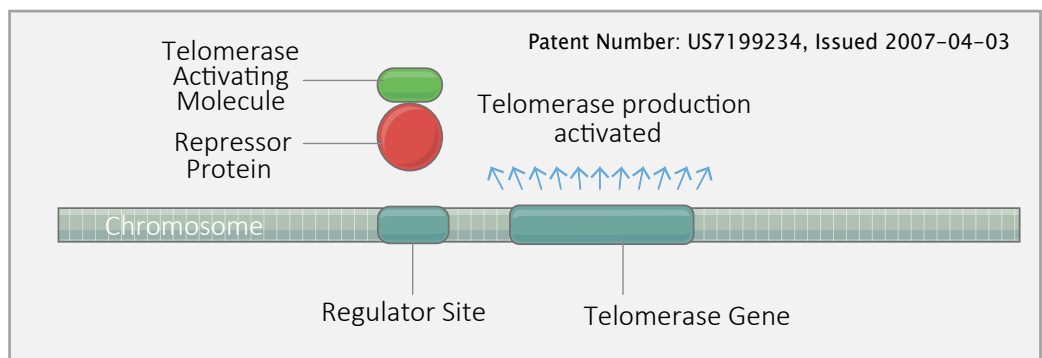 Patent Number: US7199234, Issued 2007-04-03
Telomerase
Activating
Molecule
Repressor
Protein
Telomerase production
activated
Chromosome
Regulator Site
Telomerase Gene